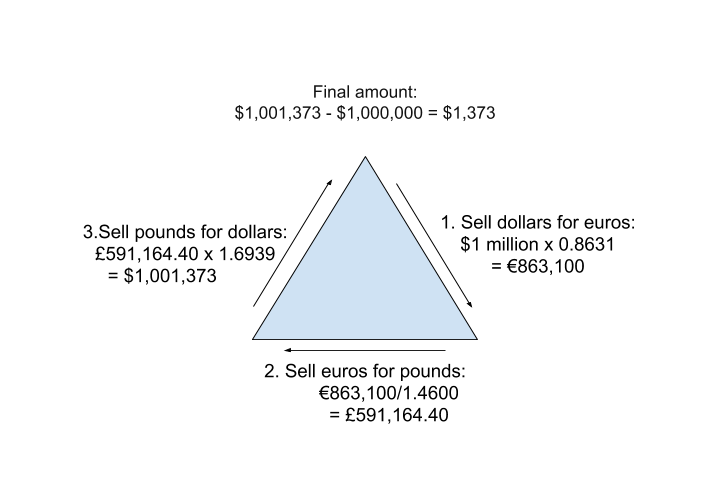 Final amount:
$1,001,373 - $1,000,000 = $1,373
1. Sell dollars for euros:
$1 million x 0.8631
= €863,100
2. Sell euros for pounds:
€863,100/1.4600
= £591,164.40
3.Sell pounds for dollars:
£591,164.40 x 1.6939
= $1,001,373